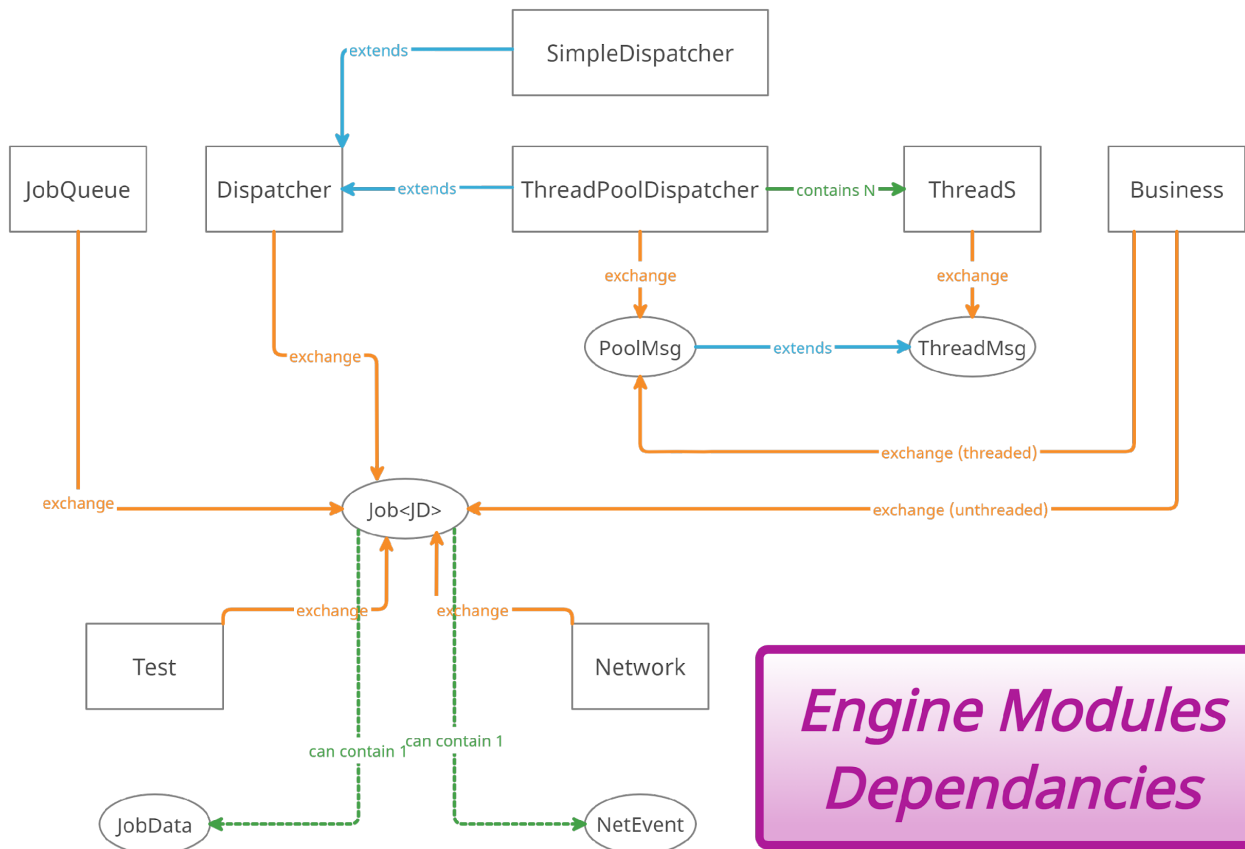 SimpleDispatcher
extends
JobQueue
Dispatcher
extends
ThreadPoolDispatcher
contains N
ThreadS
Business
exchange
exchange
PoolMsg
extends
ThreadMsg
exchange
exchange (threaded)
exchange
Job<JD>
exchange (unthreaded)
exchange
exchange
Test
Network
can contain 1
can contain 1
JobData
NetEvent
Engine Modules
Dependancies